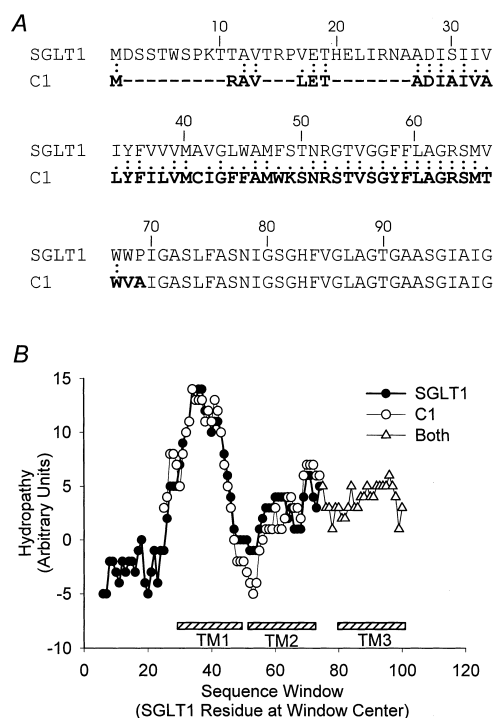 A
10 20 30
SGLT1 MDSSTWSPKTTAVTRPVETHELIRNAADISIIV
C1 M---------RAV---LET-------ADIAIVA
40 50 60
SGLT1 IYFVVVMAVGLWAMFSTNRGTVGGFFLAGRSMV
C1 LYFILVMCIGFFAMWKSNRSTVSGYFLAGRSMT
70 80 90
SGLT1 WWPIGASLFASNIGSGHFVGLAGTGAASGIAIG
C1 WVAIGASLFASNIGSGHFVGLAGTGAASGIAIG
B
15
10
5
0
-5
-10
Hydropathy
(Arbitrary Units)
SGLT1
C1
Both
TM1 TM2 TM3
0 20 40 60 80 100 120
Sequence Window
(SGLT1 Residue at Window Center)